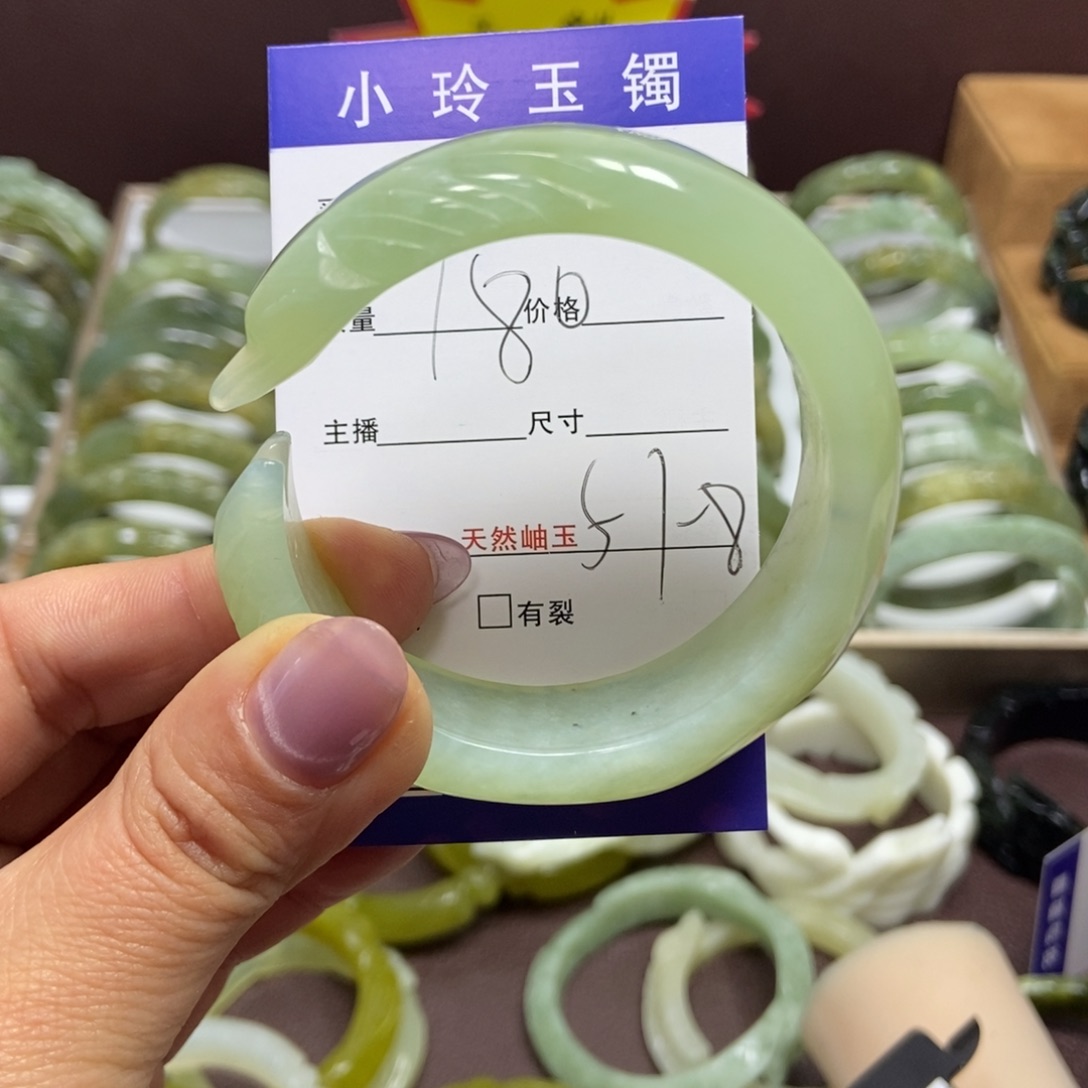 小玲玉镯
量 180 价格
主播 尺寸
天然岫玉 5/-8
□有裂